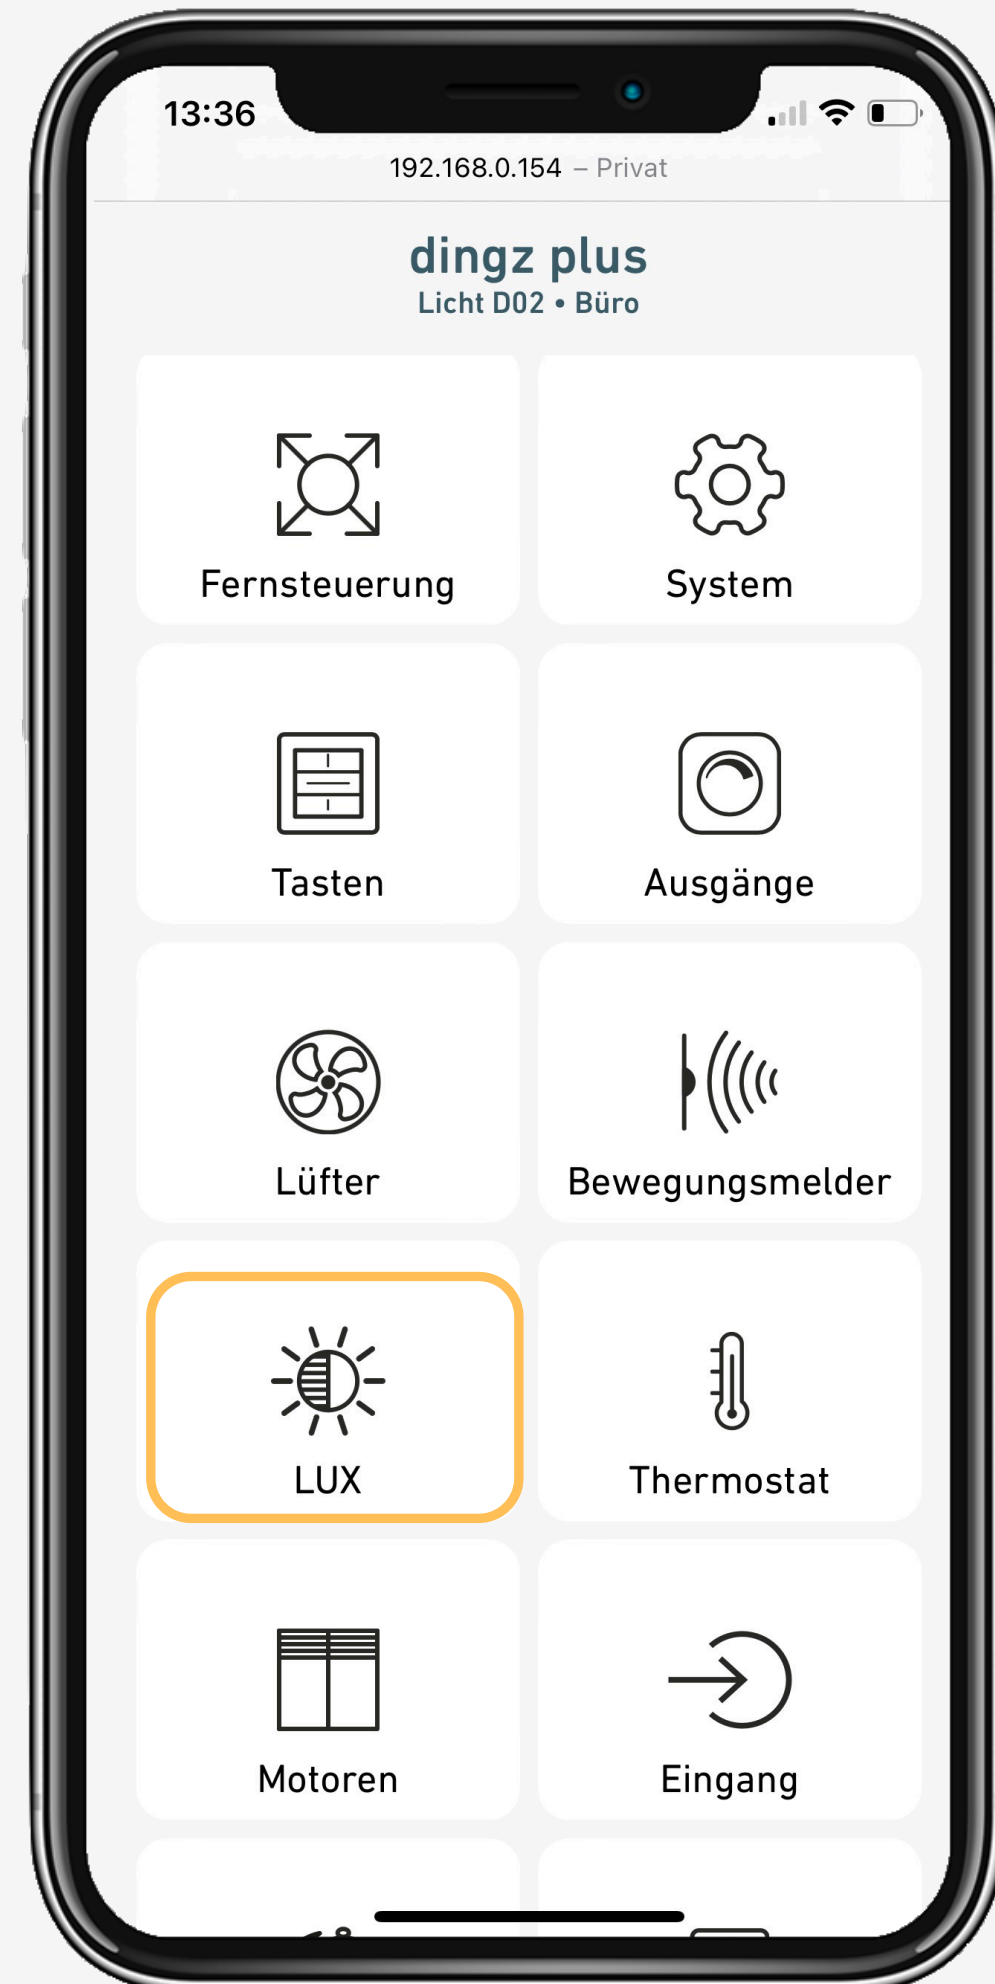 13:36
192.168.0.154 – Privat
dingz plus
Licht D02 • Büro
Fernsteuerung
System
Tasten
Ausgänge
Lüfter
Bewegungsmelder
LUX
Thermostat
Motoren
Eingang